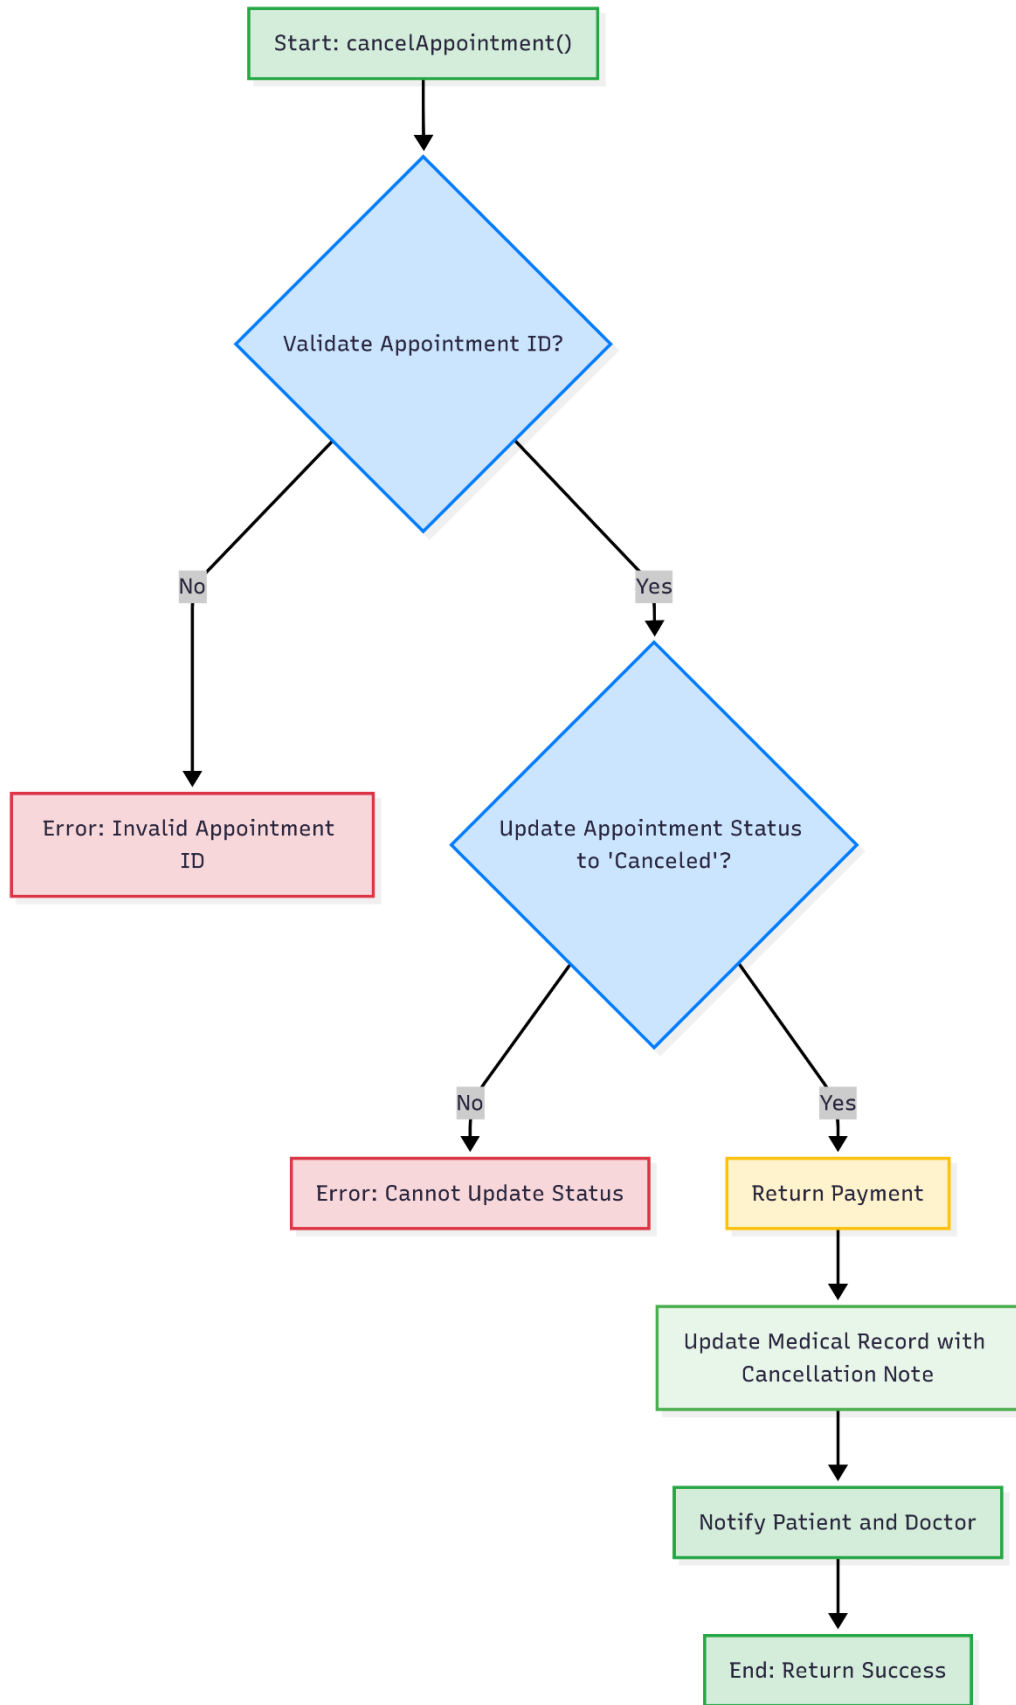 Start: cancelAppointment()
Validate Appointment ID?
No
Yes
Error: Invalid Appointment
ID
Update Appointment Status
to 'Canceled'?
No
Yes
Error: Cannot Update Status
Return Payment
Update Medical Record with
Cancellation Note
Notify Patient and Doctor
End: Return Success